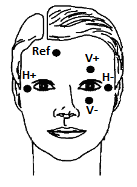 Ref
V+
H+
H-
V-